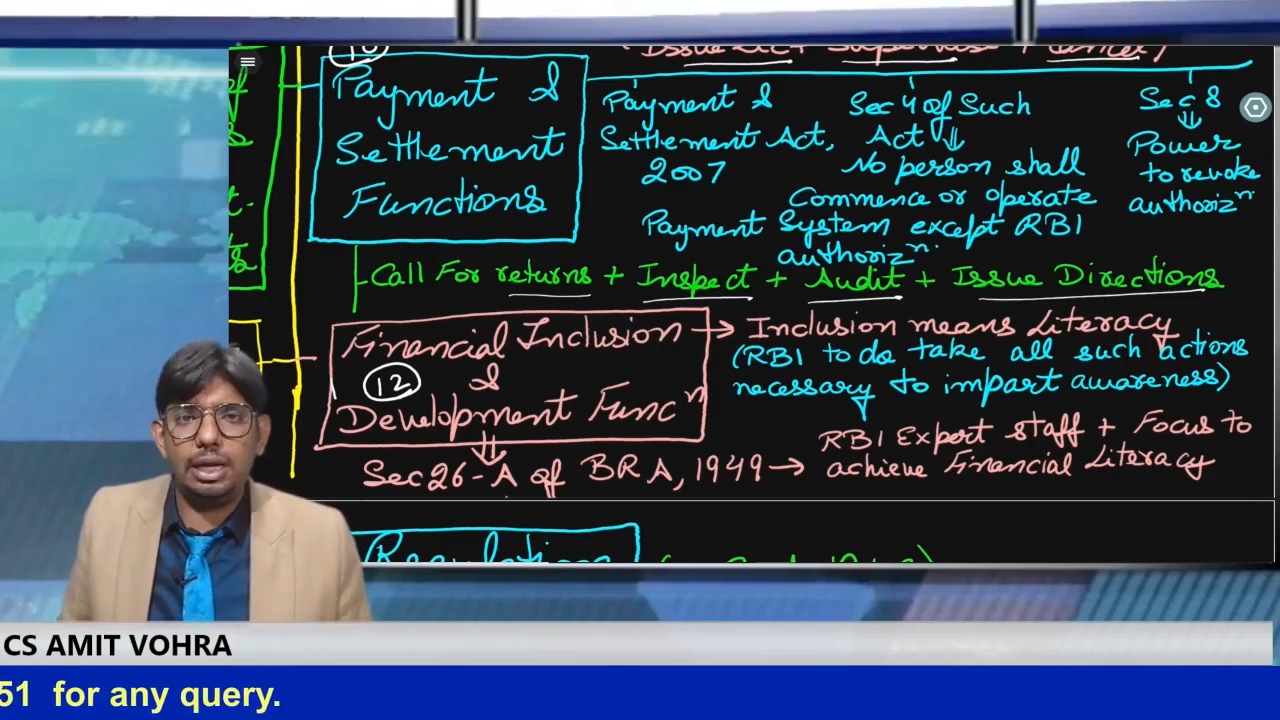 Payment &
Settlement
Functions
Payment &
Settlement Act,
2007
Sec 4 of Such
Act
No person shall
Commence or operate
Payment System except RBI
authorizⁿ.
Sec 8
Power
to revoke
authorizⁿ
Call For returns + Inspect + Audit + Issue Directions
Financial Inclusion
12 &
Development Funcⁿ
Inclusion means Literacy
(RBI to do take all such actions
necessary to impart awareness)
RBI Expert staff + Focus to
achieve Financial Literacy
Sec 26-A of BRA, 1949
CS AMIT VOHRA
51 for any query.